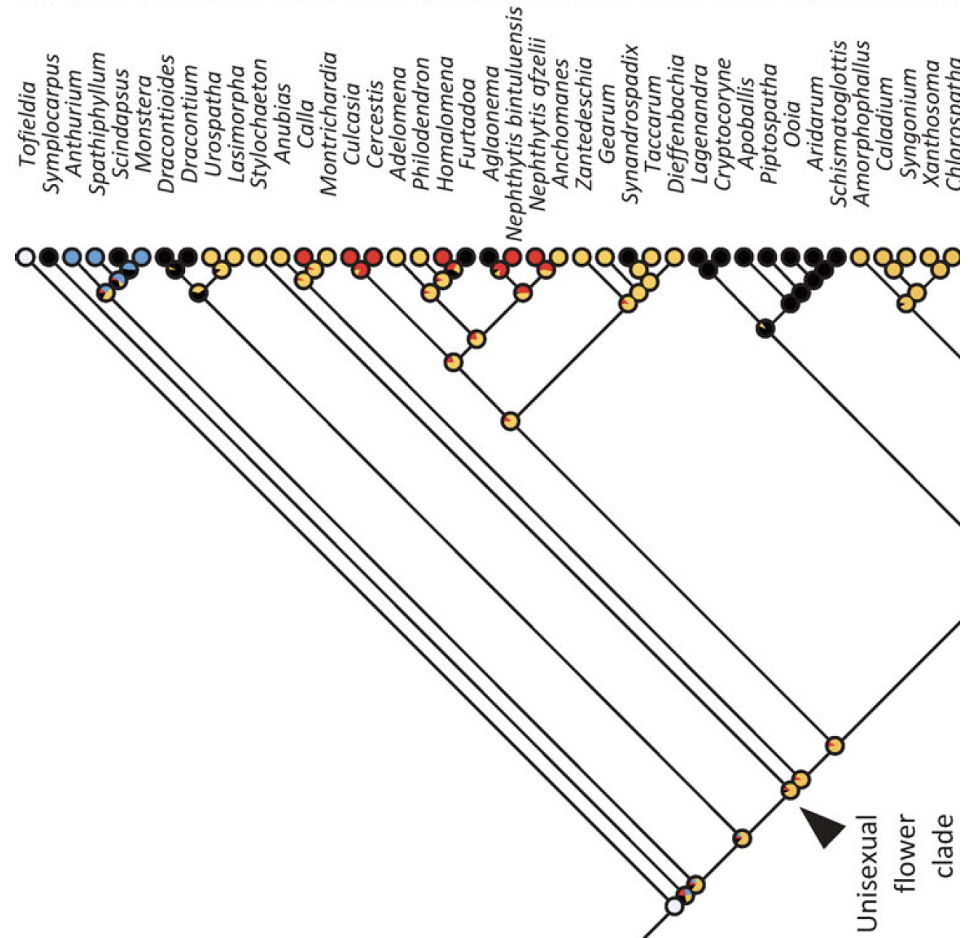 Tofieldia
Symplocarpus
Anthurium
Spathiphyllum
Scindapsus
Monstera
Dracontioides
Dracontium
Urospatha
Lasimorpha
Stylochaeton
Anubias
Calla
Montrichardia
Culcasia
Cercestis
Adelomena
Philodendron
Homalomena
Furtadoa
Aglaonema
Nephthytis bintuluensis
Nephthytis afzelii
Anchomanes
Zantedeschia
Gearum
Synandrospadix
Taccarum
Dieffenbachia
Lagenandra
Cryptocoryne
Apoballis
Piptospatha
Ooia
Aridarum
Schismatoglottis
Amorphophallus
Caladium
Syngonium
Xanthosoma
Chlorospatha
Unisexual
flower
clade